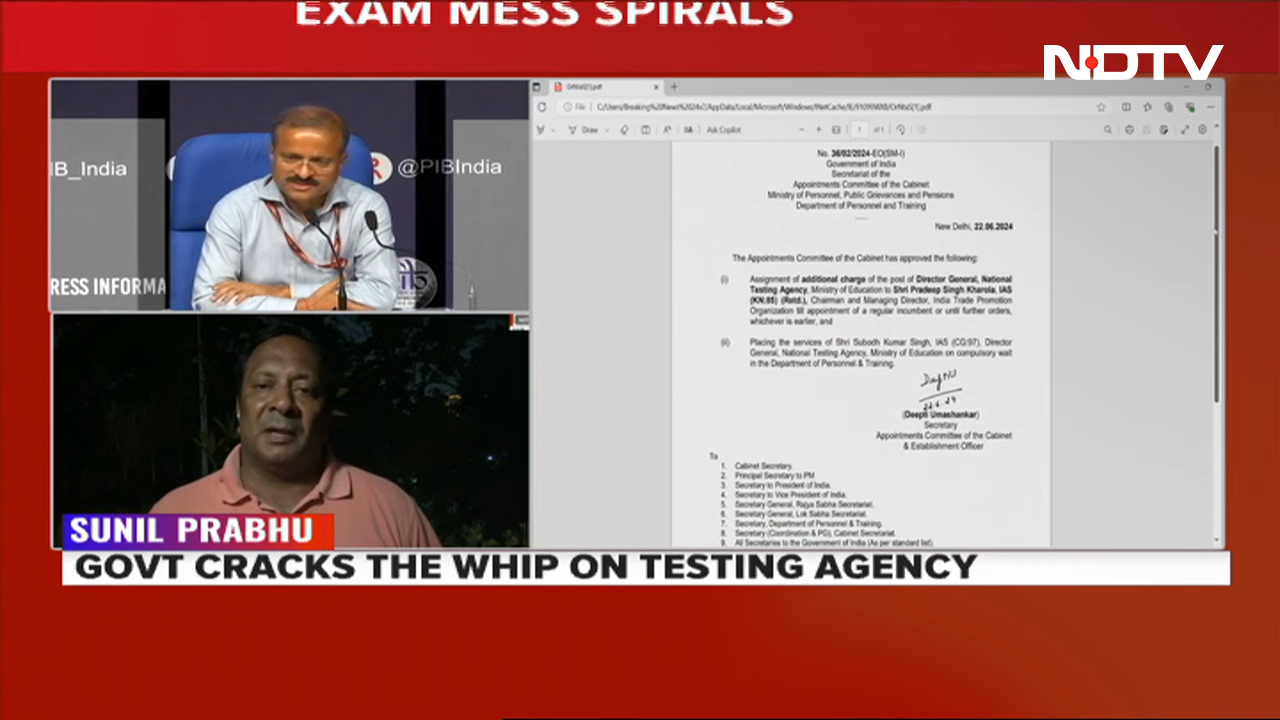 EXAM MESS SPIRALS
NDTV
IB_India
@PIBIndia
RESS INFORMA
File
Draw
Ask Copilot
1
of 1
No. 36/02/2024-EO(SM-I)
Government of India
Secretariat of the
Appointments Committee of the Cabinet
Ministry of Personnel, Public Grievances and Pensions
Department of Personnel and Training
New Delhi, 22.06.2024
The Appointments Committee of the Cabinet has approved the following:
(i) Assignment of additional charge of the post of Director General, National
Testing Agency, Ministry of Education to Shri Pradeep Singh Kharola, IAS
(KN:85) (Retd.), Chairman and Managing Director, India Trade Promotion
Organization till appointment of a regular incumbent or until further orders,
whichever is earlier, and
(ii) Placing the services of Shri Subodh Kumar Singh, IAS (CG:97), Director
General, National Testing Agency, Ministry of Education on compulsory wait
in the Department of Personnel & Training.
22.6.24
(Deepti Umashankar)
Secretary
Appointments Committee of the Cabinet
& Establishment Officer
To
1. Cabinet Secretary.
2. Principal Secretary to PM
3. Secretary to President of India.
4. Secretary to Vice President of India.
5. Secretary General, Rajya Sabha Secretariat.
6. Secretary General, Lok Sabha Secretariat.
7. Secretary, Department of Personnel & Training.
8. Secretary (Coordination & PG), Cabinet Secretariat.
9. All Secretaries to the Government of India (As per standard list).
SUNIL PRABHU
GOVT CRACKS THE WHIP ON TESTING AGENCY